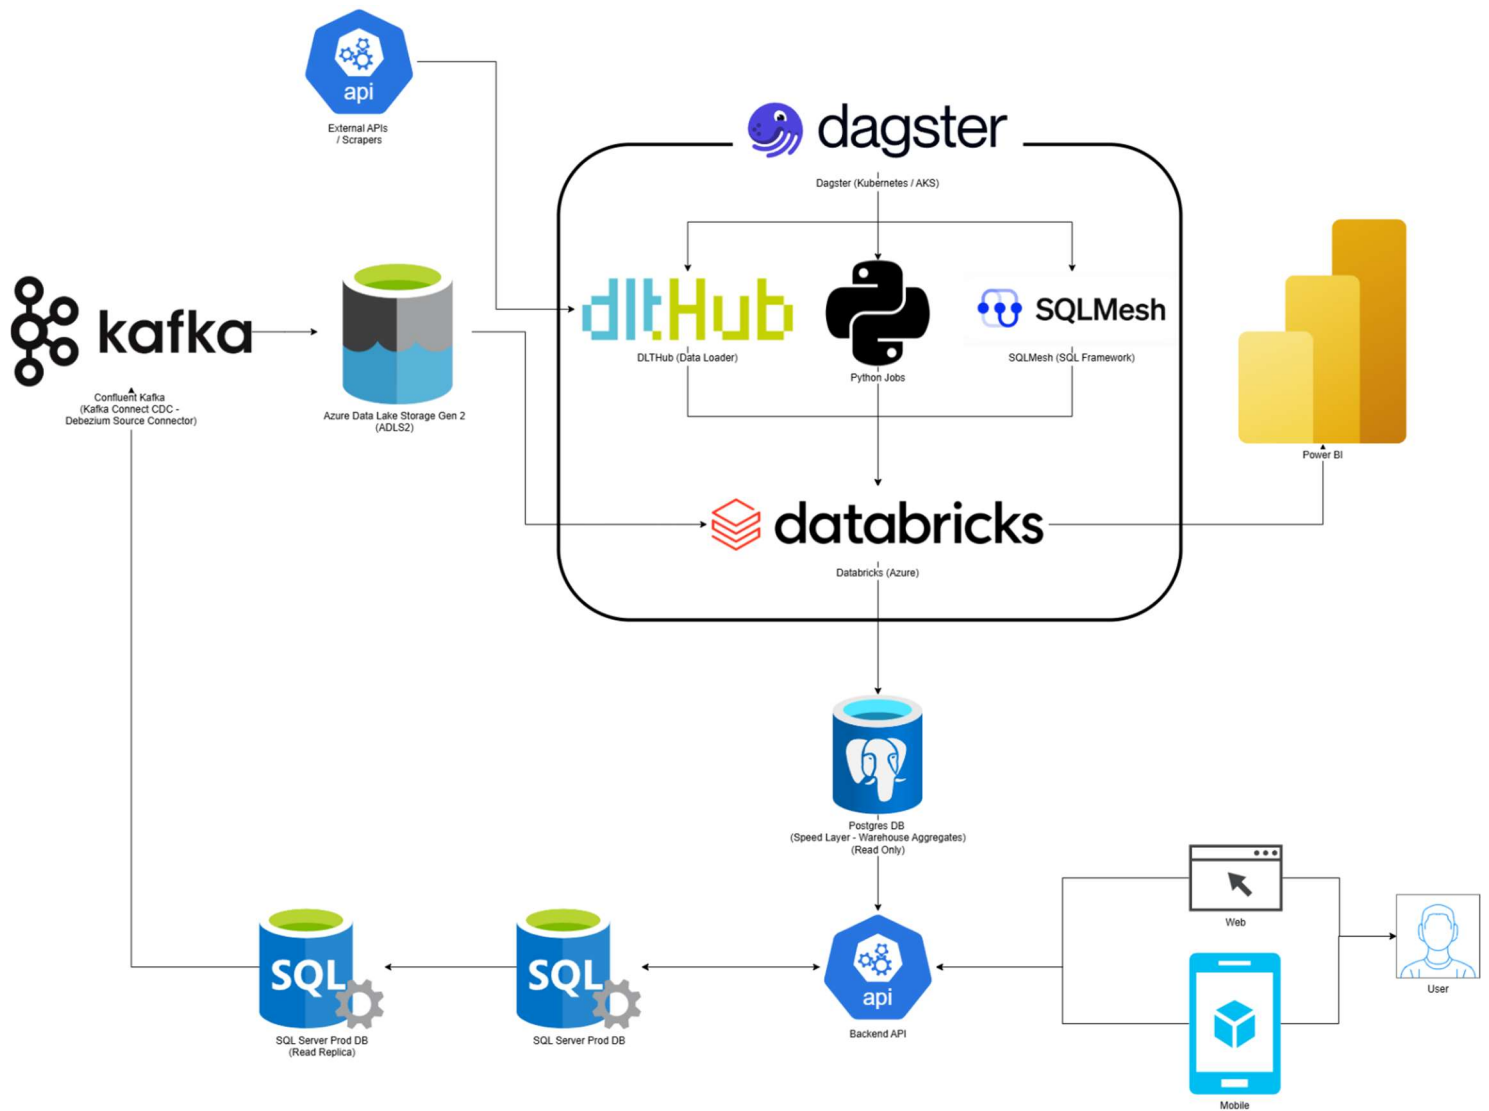 api
External APIs
/ Scrapers
dagster
Dagster (Kubernetes / AKS)
kafka
Confluent Kafka
(Kafka Connect CDC -
Debezium Source Connector)
Azure Data Lake Storage Gen 2
(ADLS2)
dltHub
DLTHub (Data Loader)
Python Jobs
SQLMesh
SQLMesh (SQL Framework)
Power BI
databricks
Databricks (Azure)
Postgres DB
(Speed Layer - Warehouse Aggregates)
(Read Only)
SQL
SQL Server Prod DB
(Read Replica)
SQL
SQL Server Prod DB
api
Backend API
Web
Mobile
User